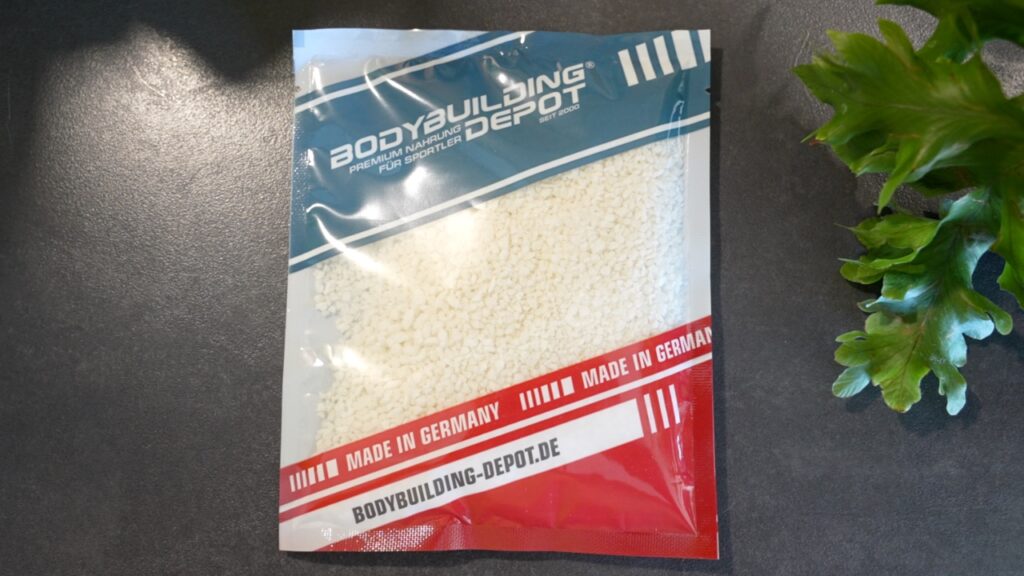 BODYBUILDING®
PREMIUM NAHRUNG DEPOT
FÜR SPORTLER SEIT 2000
MADE IN GERMANY MADE IN GERMAN
BODYBUILDING-DEPOT.DE